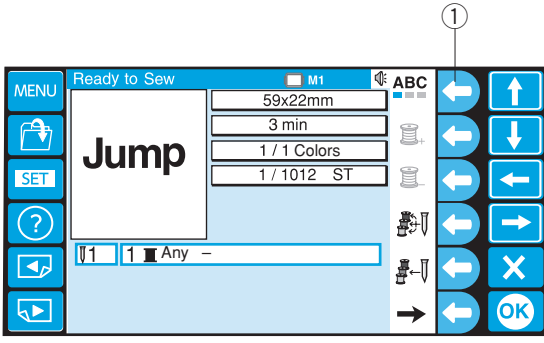 ①
MENU
Ready to Sew
M1
ABC
59x22mm
3 min
1 / 1 Colors
1 / 1012 ST
Jump
SET
?
1
1 Any –
+
–
X
OK